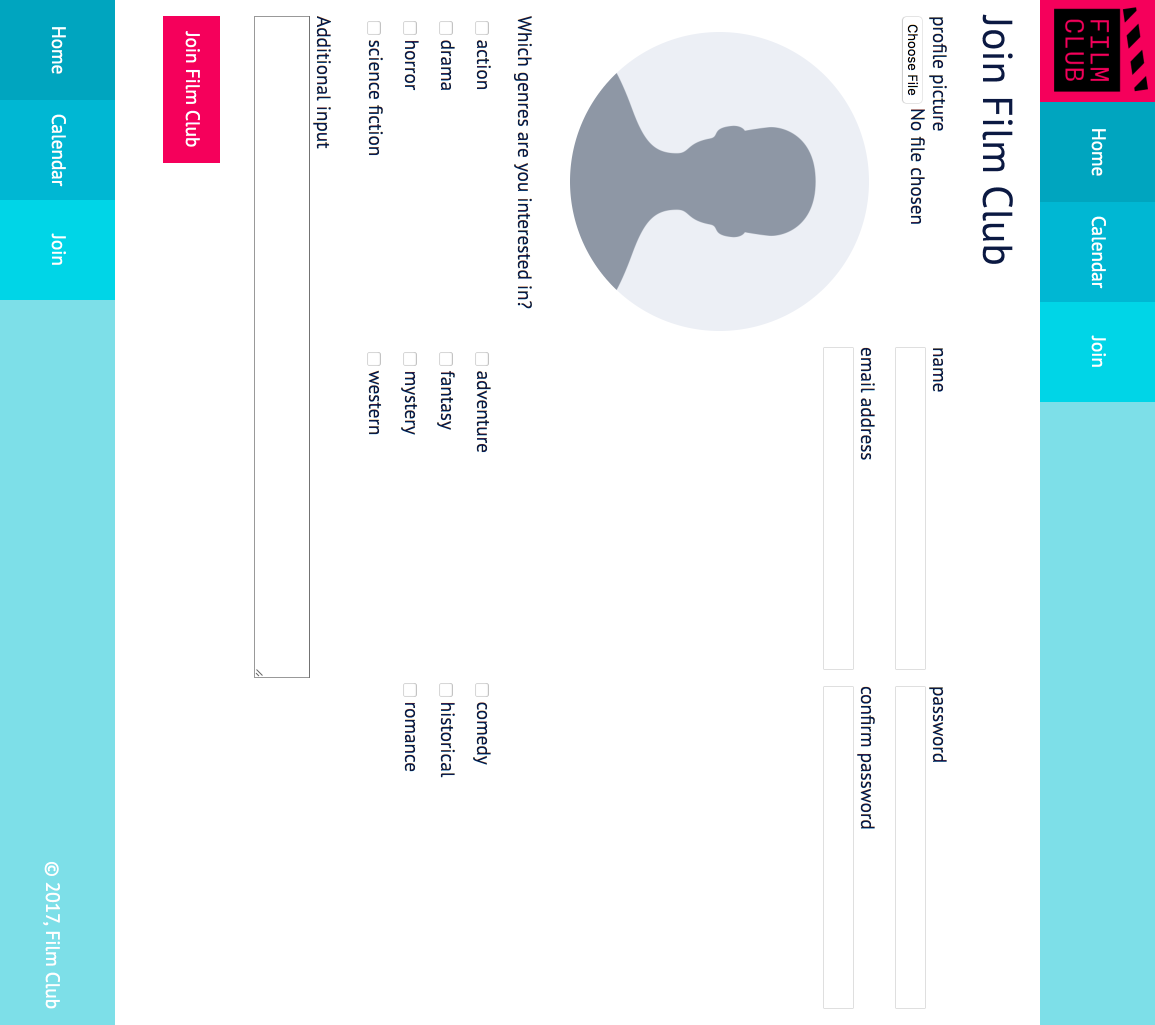 FILM
CLUB
Home
Calendar
Join
Join Film Club
profile picture
Choose File No file chosen
name
password
email address
confirm password
Which genres are you interested in?
action
adventure
comedy
drama
fantasy
historical
horror
mystery
romance
science fiction
western
Additional input
Join Film Club
Home
Calendar
Join
© 2017, Film Club